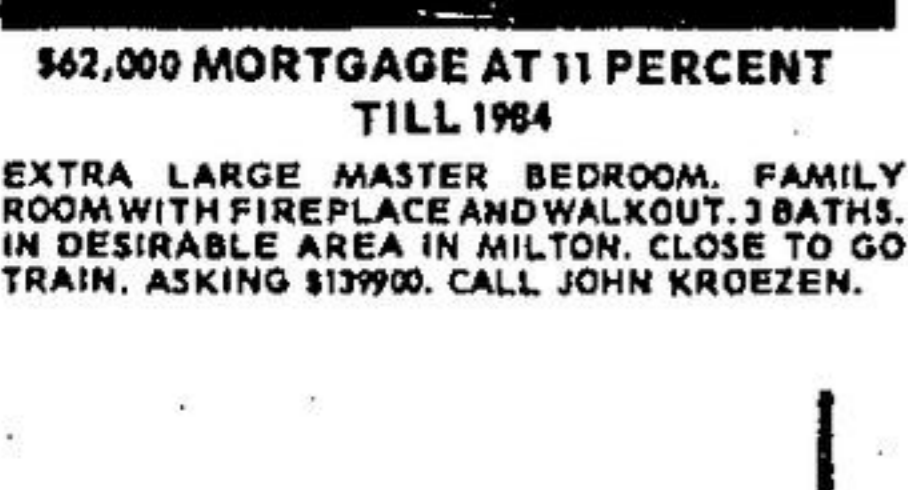 $62,000 MORTGAGE AT 11 PERCENT
TILL 1984
EXTRA LARGE MASTER BEDROOM. FAMILY
ROOM WITH FIREPLACE AND WALKOUT. 3 BATHS.
IN DESIRABLE AREA IN MILTON. CLOSE TO GO
TRAIN. ASKING $139900. CALL JOHN KROEZEN.